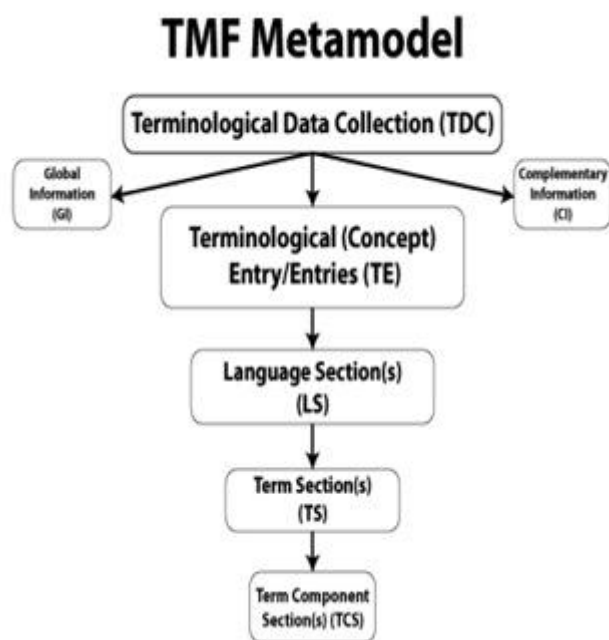 TMF Metamodel
Terminological Data Collection (TDC)
Global
Information
(GI)
Complementary
Information
(CI)
Terminological (Concept)
Entry/Entries (TE)
Language Section(s)
(LS)
Term Section(s)
(TS)
Term Component
Section(s) (TCS)